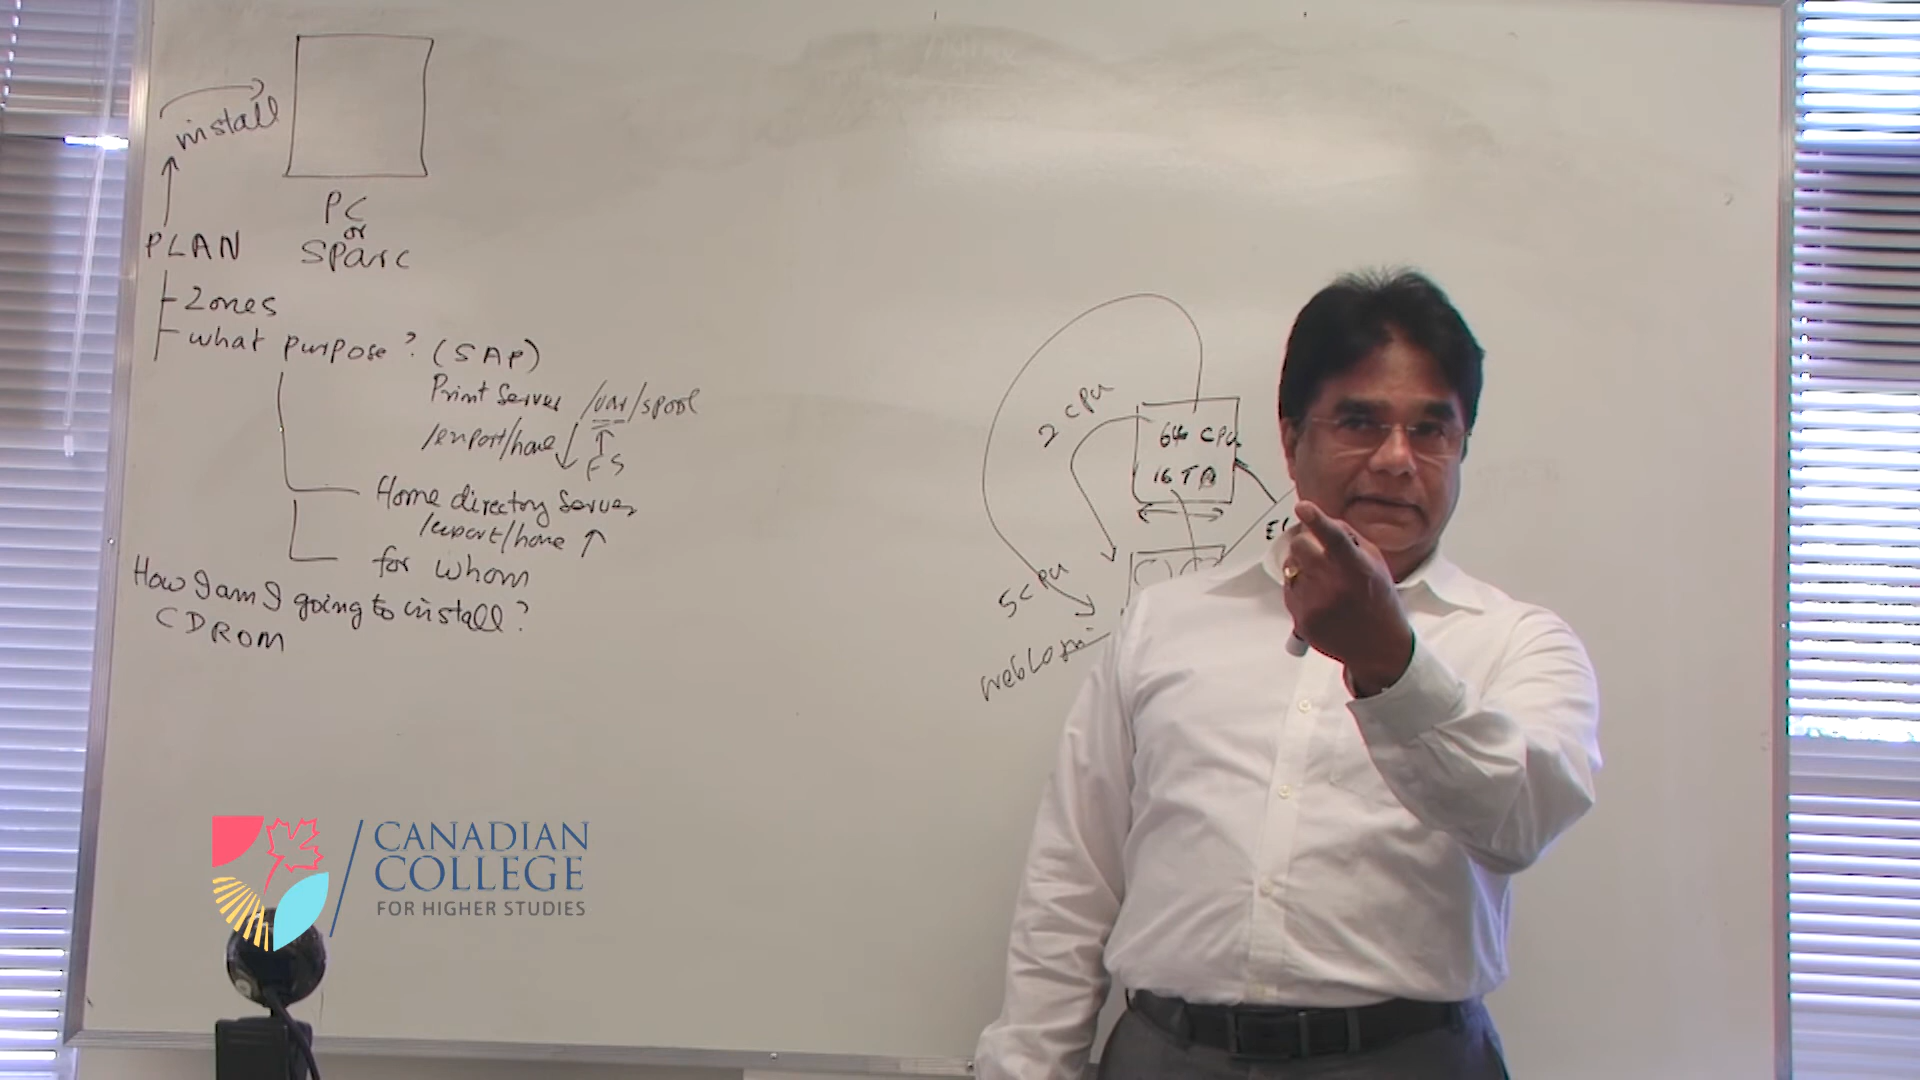 install
PC
or
SParc
PLAN
Zones
what purpose? (SAP)
Print Server /var/spool
/export/home
FS
Home directory Server
/export/home
for whom
How I am I going to install?
CDROM
2 CPU
64 CPU
16 TB
5 CPU
webLogic
CANADIAN
COLLEGE
FOR HIGHER STUDIES